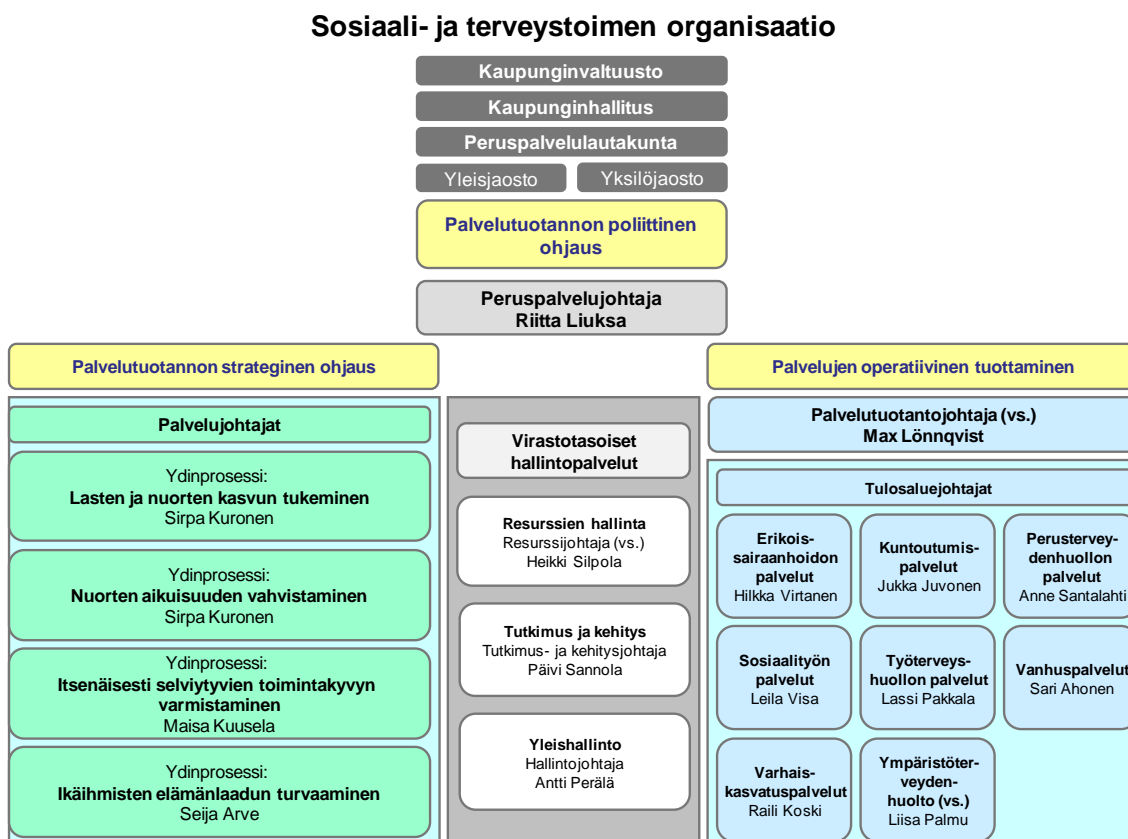 Sosiaali- ja terveystoimen organisaatio
Kaupunginvaltuusto
Kaupunginhallitus
Peruspalvelulautakunta
Yleisjaosto
Yksilöjaosto
Palvelutuotannon poliittinen
ohjaus
Peruspalvelujohtaja
Riitta Liuksa
Palvelutuotannon strateginen ohjaus
Palvelujohtajat
Ydinprosessi:
Lasten ja nuorten kasvun tukeminen
Sirpa Kuronen
Ydinprosessi:
Nuorten aikuisuuden vahvistaminen
Sirpa Kuronen
Ydinprosessi:
Itsenäisesti selviytyvien toimintakyvyn
varmistaminen
Maisa Kuusela
Ydinprosessi:
Ikäihmisten elämänlaadun turvaaminen
Seija Arve
Virastotasoiset
hallintopalvelut
Resurssien hallinta
Resurssijohtaja (vs.)
Heikki Silpola
Tutkimus ja kehitys
Tutkimus- ja kehitysjohtaja
Päivi Sannola
Yleishallinto
Hallintojohtaja
Antti Perälä
Palvelujen operatiivinen tuottaminen
Palvelutuotantojohtaja (vs.)
Max Lönnqvist
Tulosaluejohtajat
Erikois-
sairaanhoidon
palvelut
Hilkka Virtanen
Kuntoutumis-
palvelut
Jukka Juvonen
Perustervey-
denhuollon
palvelut
Anne Santalahti
Sosiaalityön
palvelut
Leila Visa
Työterveys-
huollon palvelut
Lassi Pakkala
Vanhuspalvelut
Sari Ahonen
Varhais-
kasvatuspalvelut
Raili Koski
Ympäristöter-
veyden-
huolto (vs.)
Liisa Palmu